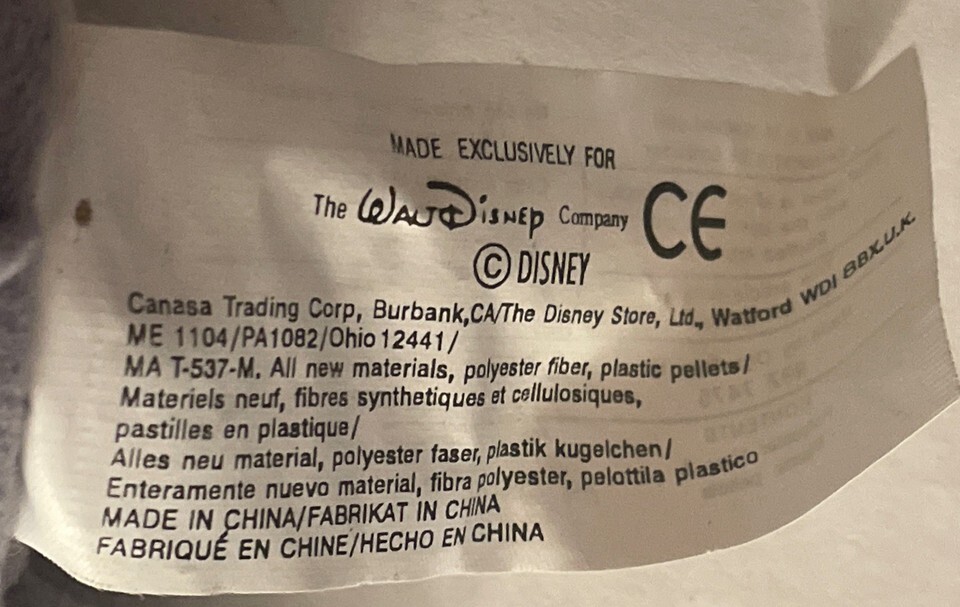 MADE EXCLUSIVELY FOR
The WALT DISNEY Company CE
© DISNEY
Canasa Trading Corp, Burbank,CA/The Disney Store, Ltd., Watford WDI 8BX,U.K.
ME 1104/PA1082/Ohio 12441/
MA T-537-M. All new materials, polyester fiber, plastic pellets/
Materiels neuf, fibres synthetiques et cellulosiques,
pastilles en plastique/
Alles neu material, polyester faser, plastik kugelchen/
Enteramente nuevo material, fibra polyester, pelottila plastico
MADE IN CHINA/FABRIKAT IN CHINA
FABRIQUÉ EN CHINE/HECHO EN CHINA